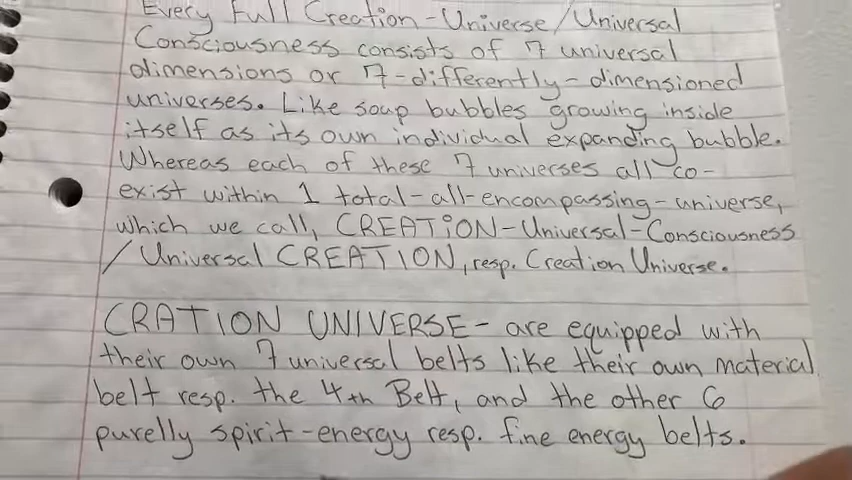 Every Full Creation-Universe/Universal
Consciousness consists of 7 universal
dimensions or 7-differently-dimensioned
universes. Like soup bubbles growing inside
itself as its own individual expanding bubble.
Whereas each of these 7 universes all co-
exist within 1 total-all-encompassing-universe,
which we call, CREATION-Universal-Consciousness
/Universal CREATION, resp. Creation Universe.
CRATION UNIVERSE- are equipped with
their own 7 universal belts like their own material
belt resp. the 4th Belt, and the other 6
purelly spirit-energy resp. fine energy belts.